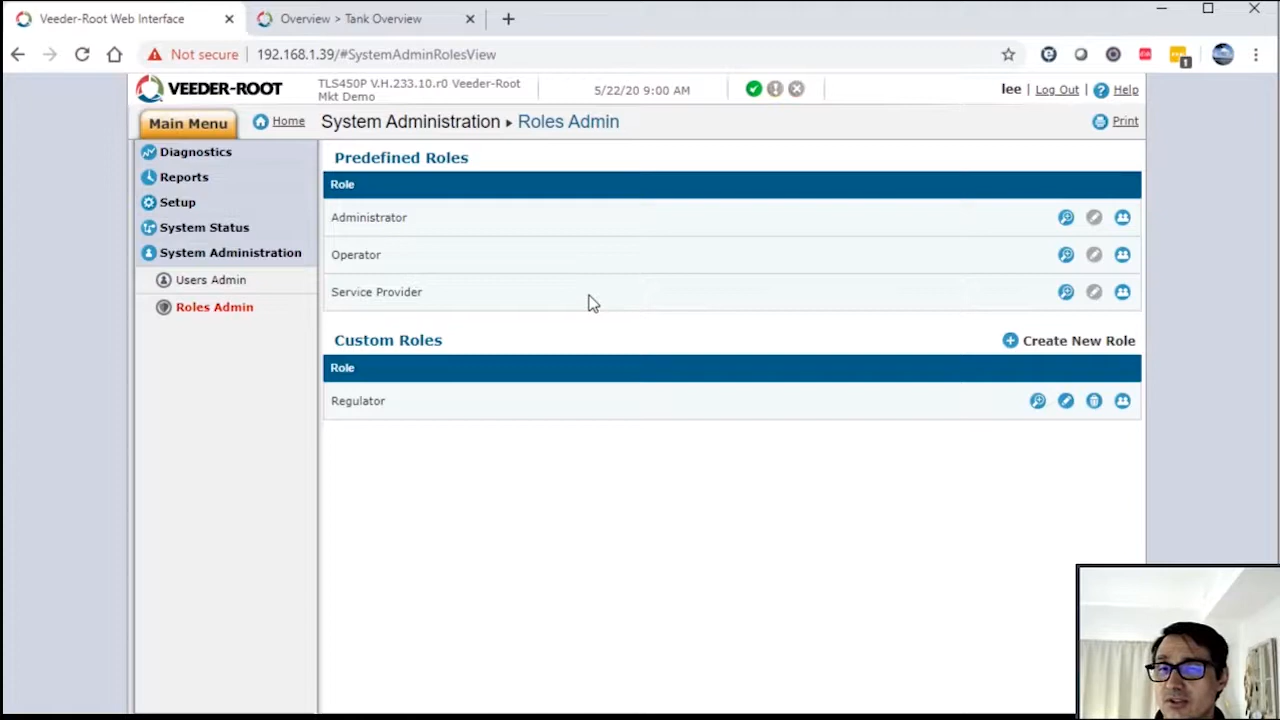 Veeder-Root Web Interface
Overview > Tank Overview
Not secure
192.168.1.39/#SystemAdminRolesView
1
VEEDER-ROOT
TLS450P V.H.233.10.r0 Veeder-Root
Mkt Demo
5/22/20 9:00 AM
lee | Log Out | Help
Main Menu
Home
System Administration ▸ Roles Admin
Print
Diagnostics
Reports
Setup
System Status
System Administration
Users Admin
Roles Admin
Predefined Roles
Role
Administrator
Operator
Service Provider
Custom Roles
Create New Role
Role
Regulator